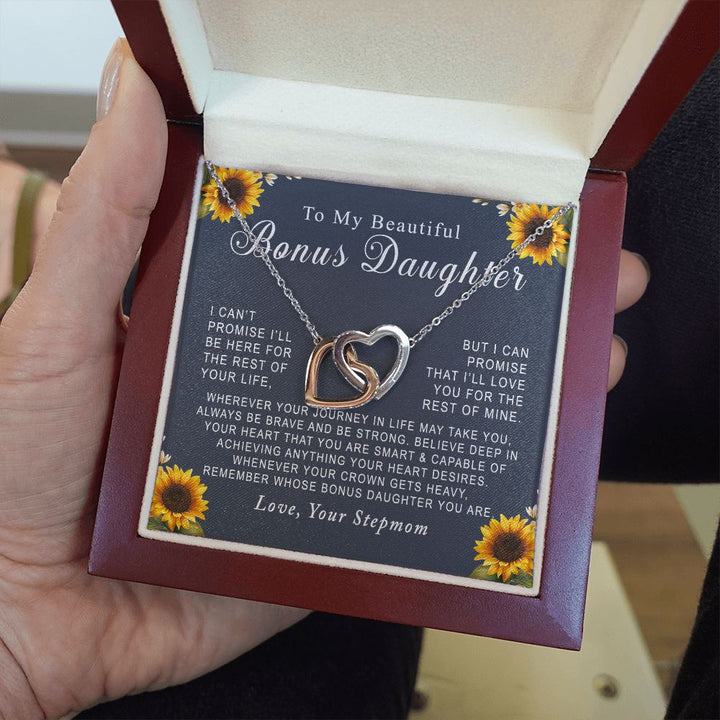 To My Beautiful
Bonus Daughter
I CAN'T
PROMISE I'LL
BE HERE FOR
THE REST OF
YOUR LIFE,
BUT I CAN
PROMISE
THAT I'LL LOVE
YOU FOR THE
REST OF MINE.
WHEREVER YOUR JOURNEY IN LIFE MAY TAKE YOU,
ALWAYS BE BRAVE AND BE STRONG. BELIEVE DEEP IN
YOUR HEART THAT YOU ARE SMART & CAPABLE OF
ACHIEVING ANYTHING YOUR HEART DESIRES.
WHENEVER YOUR CROWN GETS HEAVY,
REMEMBER WHOSE BONUS DAUGHTER YOU ARE
Love, Your Stepmom